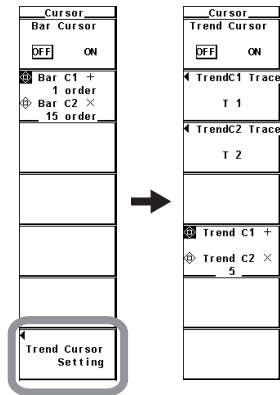 Cursor
Bar Cursor
OFF ON
Bar C1 +
1 order
Bar C2 ×
15 order
Trend Cursor
Setting
Cursor
Trend Cursor
OFF ON
TrendC1 Trace
T 1
TrendC2 Trace
T 2
Trend C1 +
Trend C2 ×
5